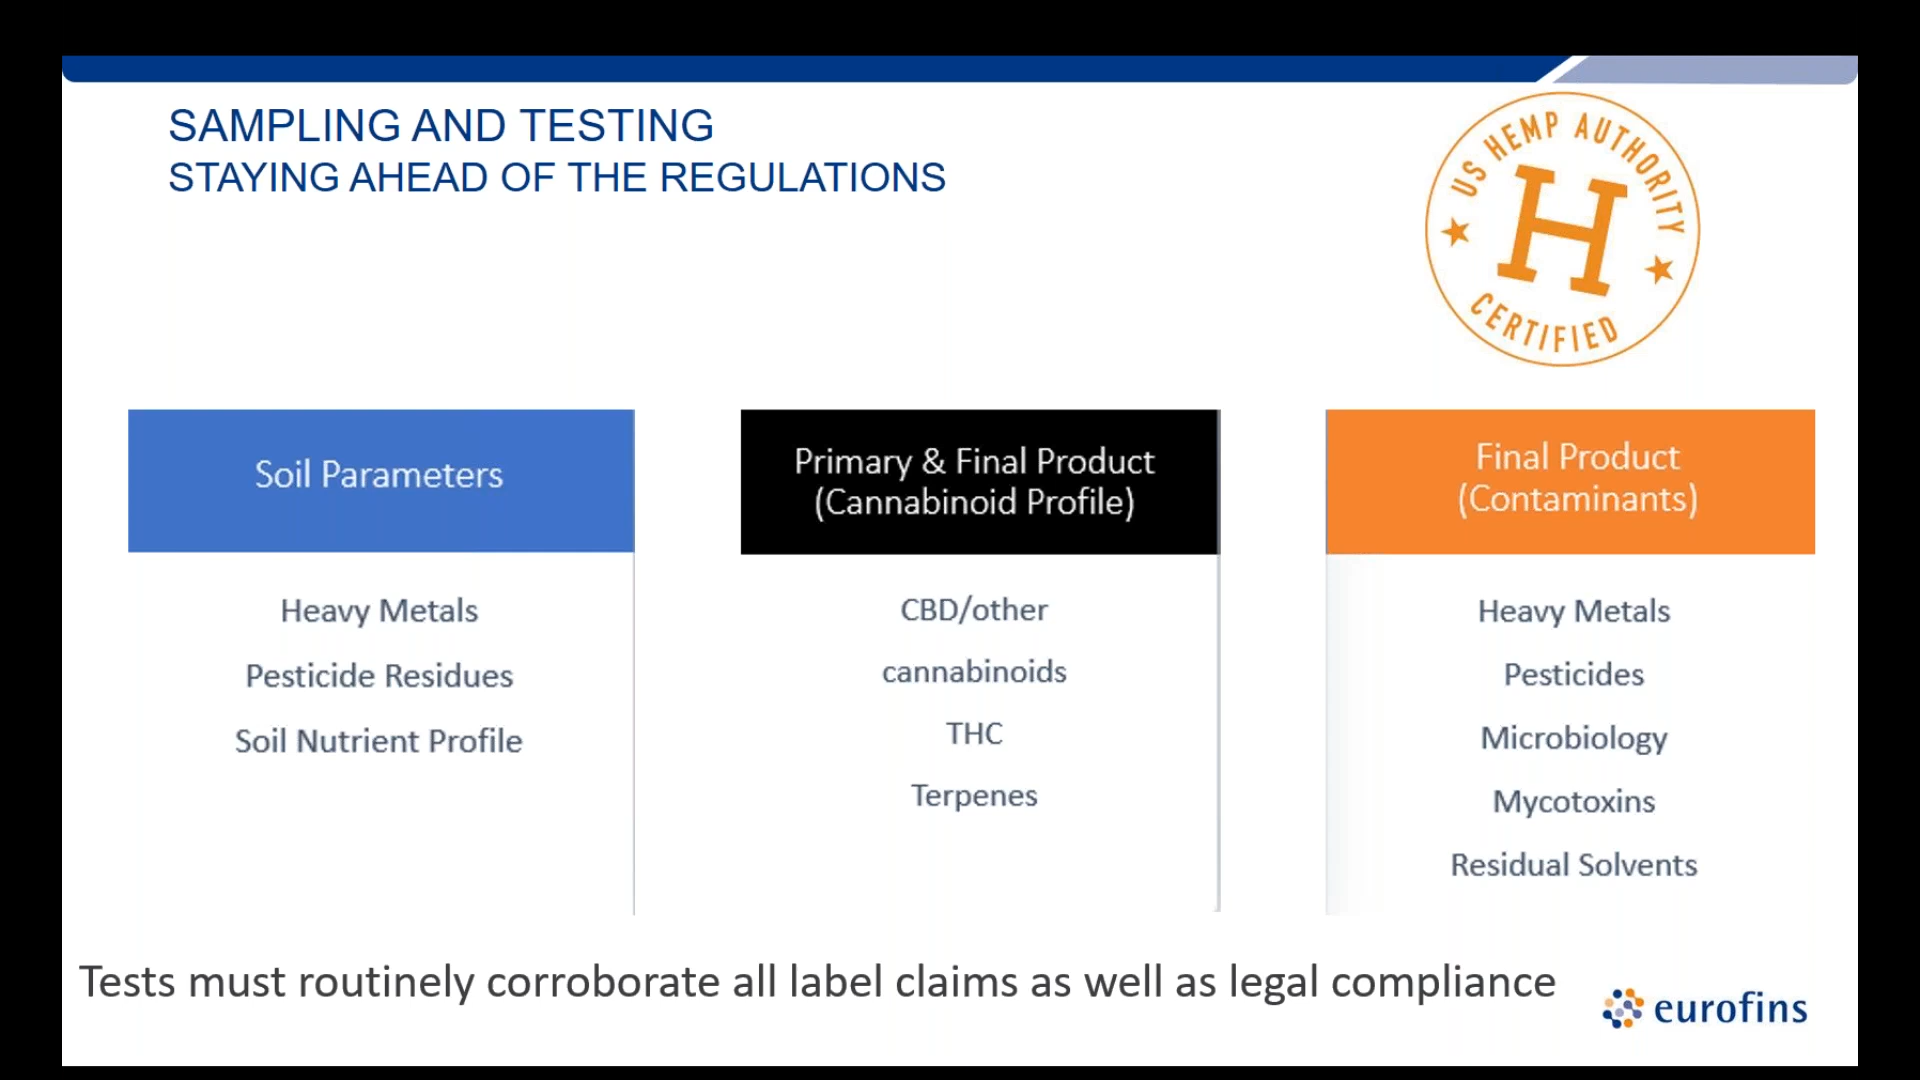 SAMPLING AND TESTING
STAYING AHEAD OF THE REGULATIONS
US HEMP AUTHORITY
H
CERTIFIED
Soil Parameters
Heavy Metals
Pesticide Residues
Soil Nutrient Profile
Primary & Final Product
(Cannabinoid Profile)
CBD/other
cannabinoids
THC
Terpenes
Final Product
(Contaminants)
Heavy Metals
Pesticides
Microbiology
Mycotoxins
Residual Solvents
Tests must routinely corroborate all label claims as well as legal compliance
eurofins